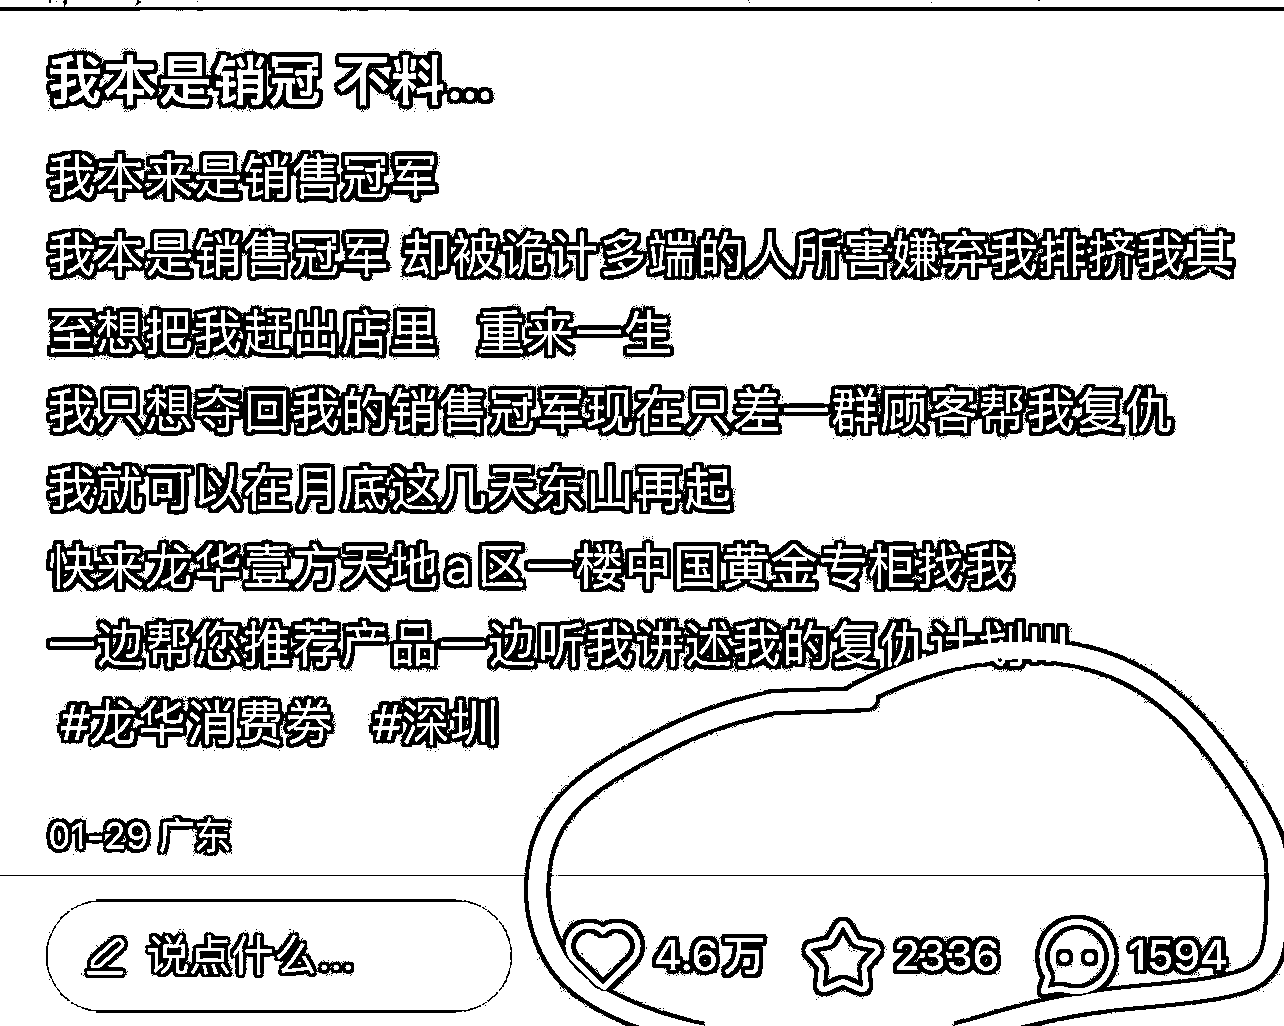 我本是销冠 不料...
我本来是销售冠军
我本是销售冠军 却被诡计多端的人所害嫌弃我排挤我其
至想把我赶出店里 重来一生
我只想夺回我的销售冠军现在只差一群顾客帮我复仇
我就可以在月底这几天东山再起
快来龙华壹方天地a区一楼中国黄金专柜找我
一边帮您推荐产品一边听我讲述我的复仇计划!!!
#龙华消费券 #深圳
01-29 广东
说点什么...
4.6万 2336 1594